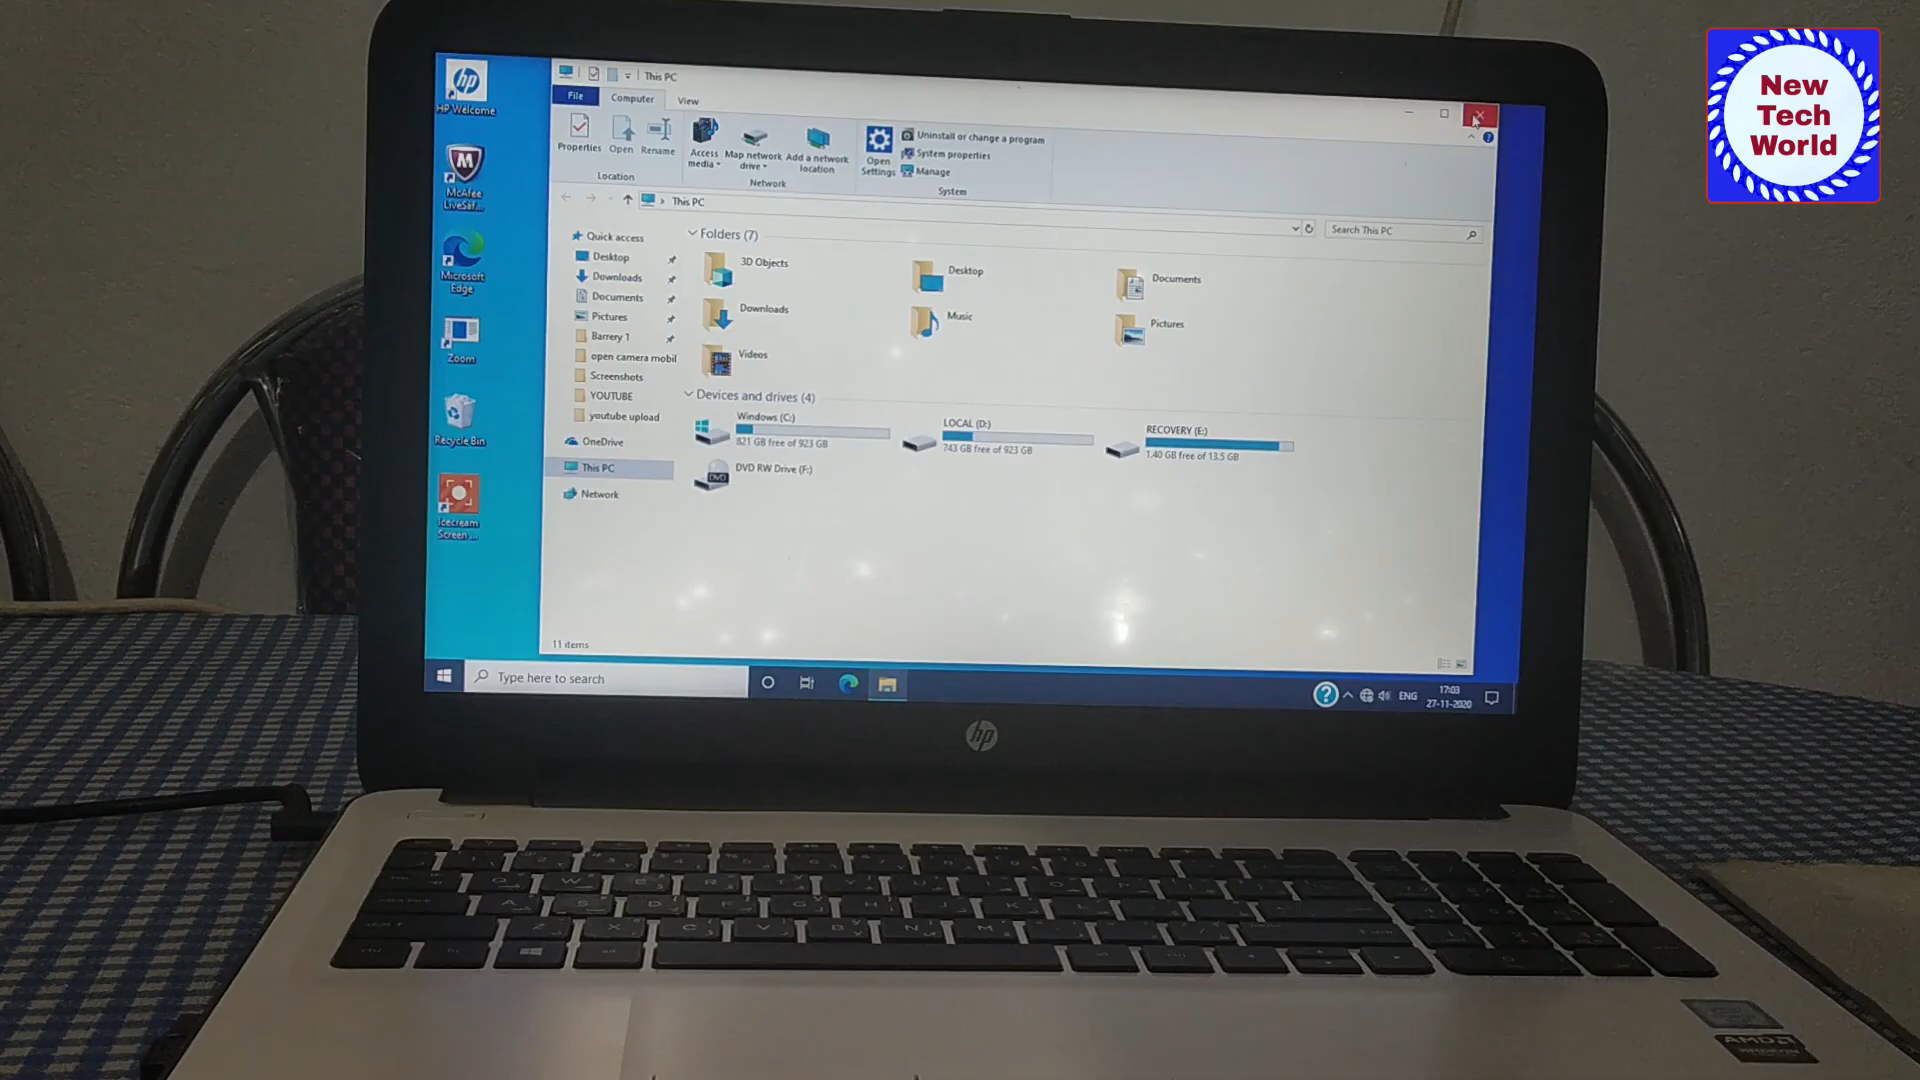 New
Tech
World
HP Welcome
McAfee
LiveSaf...
Microsoft
Edge
Zoom
Recycle Bin
Icecream
Screen ...
This PC
File
Computer
View
Properties
Open
Rename
Location
Access
media
Map network
drive
Add a network
location
Network
Open
Settings
Uninstall or change a program
System properties
Manage
System
This PC
Search This PC
Quick access
Desktop
Downloads
Documents
Pictures
Barrery 1
open camera mobil
Screenshots
YOUTUBE
youtube upload
OneDrive
This PC
Network
Folders (7)
3D Objects
Desktop
Documents
Downloads
Music
Pictures
Videos
Devices and drives (4)
Windows (C:)
821 GB free of 923 GB
LOCAL (D:)
743 GB free of 923 GB
RECOVERY (E:)
1.40 GB free of 13.5 GB
DVD RW Drive (F:)
DVD
11 items
Type here to search
ENG
17:03
27-11-2020
hp
AMD